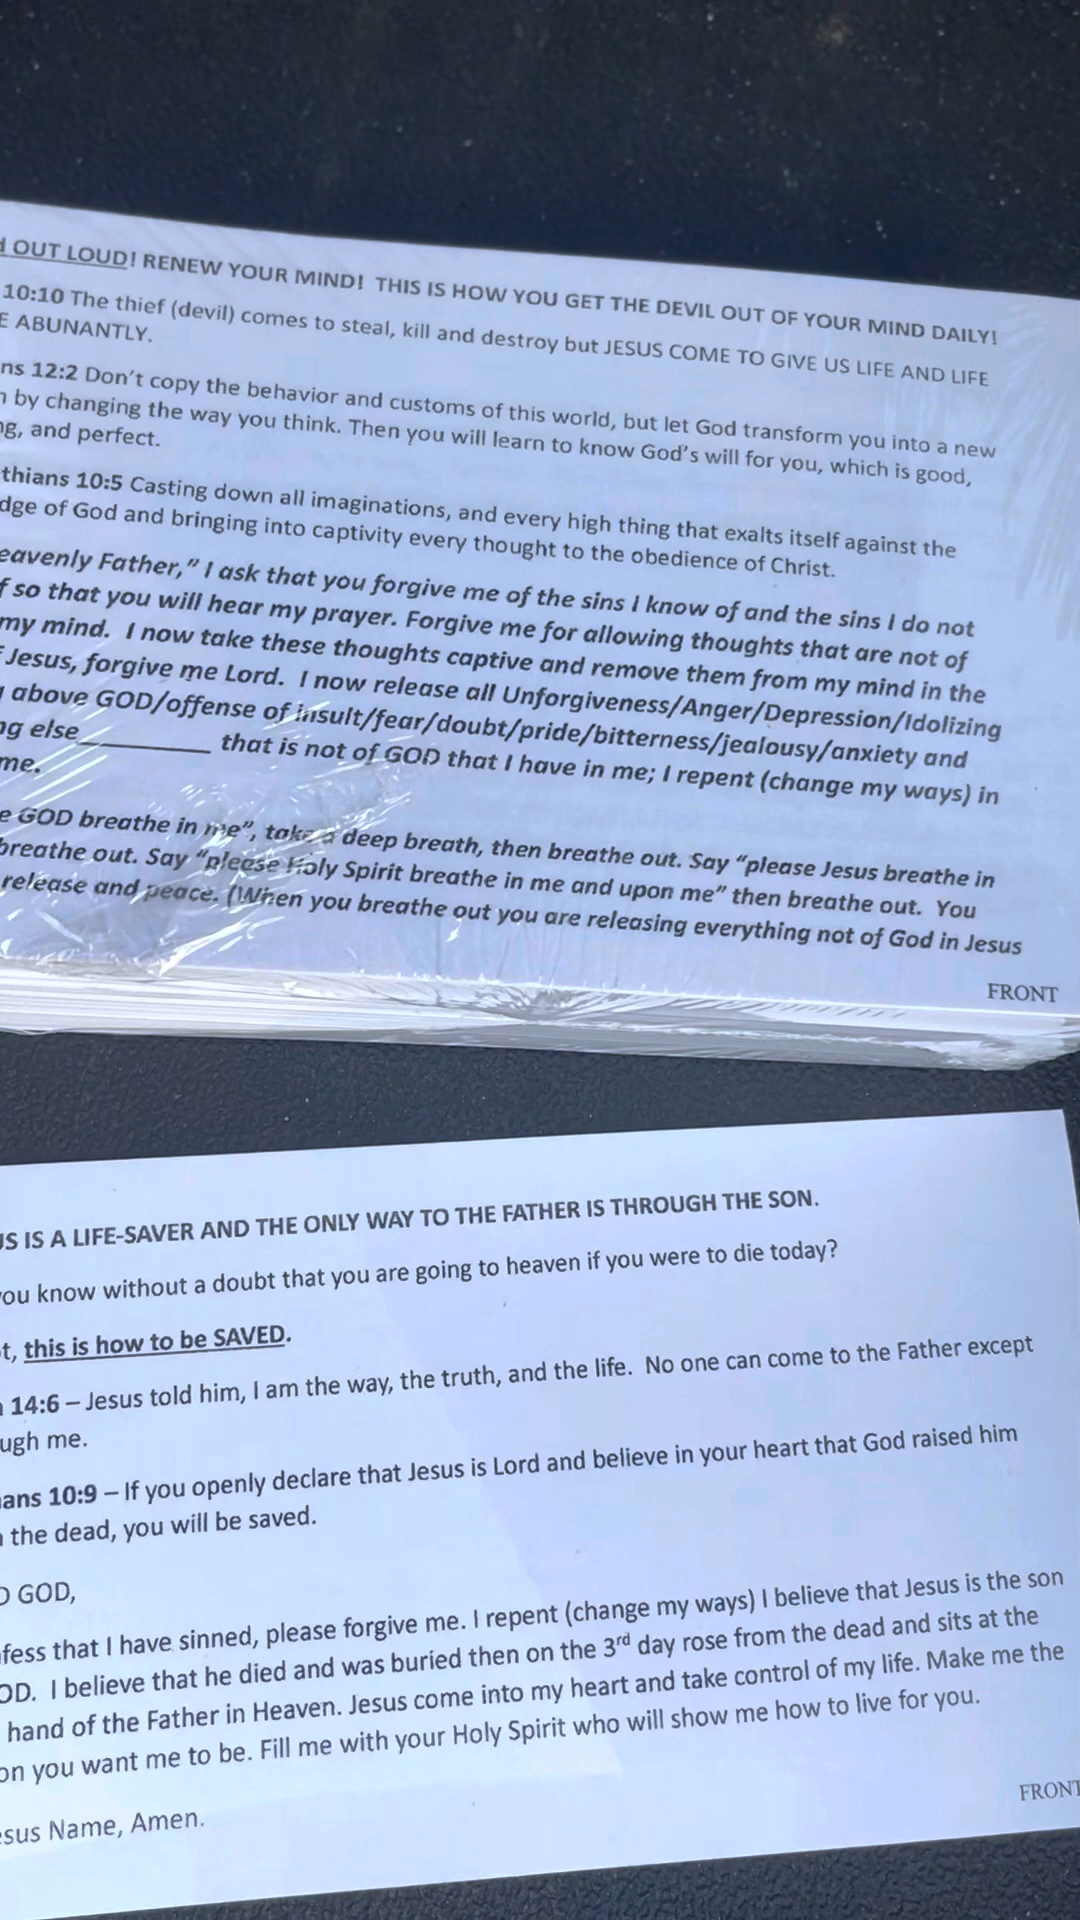 OUT LOUD! RENEW YOUR MIND! THIS IS HOW YOU GET THE DEVIL OUT OF YOUR MIND DAILY!
10:10 The thief (devil) comes to steal, kill and destroy but JESUS COME TO GIVE US LIFE AND LIFE
E ABUNANTLY.
ns 12:2 Don't copy the behavior and customs of this world, but let God transform you into a new
by changing the way you think. Then you will learn to know God's will for you, which is good,
ng, and perfect.
thians 10:5 Casting down all imaginations, and every high thing that exalts itself against the
dge of God and bringing into captivity every thought to the obedience of Christ.
eavenly Father," I ask that you forgive me of the sins I know of and the sins I do not
f so that you will hear my prayer. Forgive me for allowing thoughts that are not of
my mind. I now take these thoughts captive and remove them from my mind in the
Jesus, forgive me Lord. I now release all Unforgiveness/Anger/Depression/Idolizing
above GOD/offense of insult/fear/doubt/pride/bitterness/jealousy/anxiety and
ng else__________ that is not of GOD that I have in me; I repent (change my ways) in
me.
e GOD breathe in me", take a deep breath, then breathe out. Say "please Jesus breathe in
breathe out. Say "please Holy Spirit breathe in me and upon me" then breathe out. You
release and peace. (When you breathe out you are releasing everything not of God in Jesus
FRONT
US IS A LIFE-SAVER AND THE ONLY WAY TO THE FATHER IS THROUGH THE SON.
you know without a doubt that you are going to heaven if you were to die today?
t, this is how to be SAVED.
14:6 – Jesus told him, I am the way, the truth, and the life. No one can come to the Father except
ugh me.
ans 10:9 – If you openly declare that Jesus is Lord and believe in your heart that God raised him
the dead, you will be saved.
GOD,
fess that I have sinned, please forgive me. I repent (change my ways) I believe that Jesus is the son
OD. I believe that he died and was buried then on the 3rd day rose from the dead and sits at the
hand of the Father in Heaven. Jesus come into my heart and take control of my life. Make me the
on you want me to be. Fill me with your Holy Spirit who will show me how to live for you.
esus Name, Amen.
FRONT